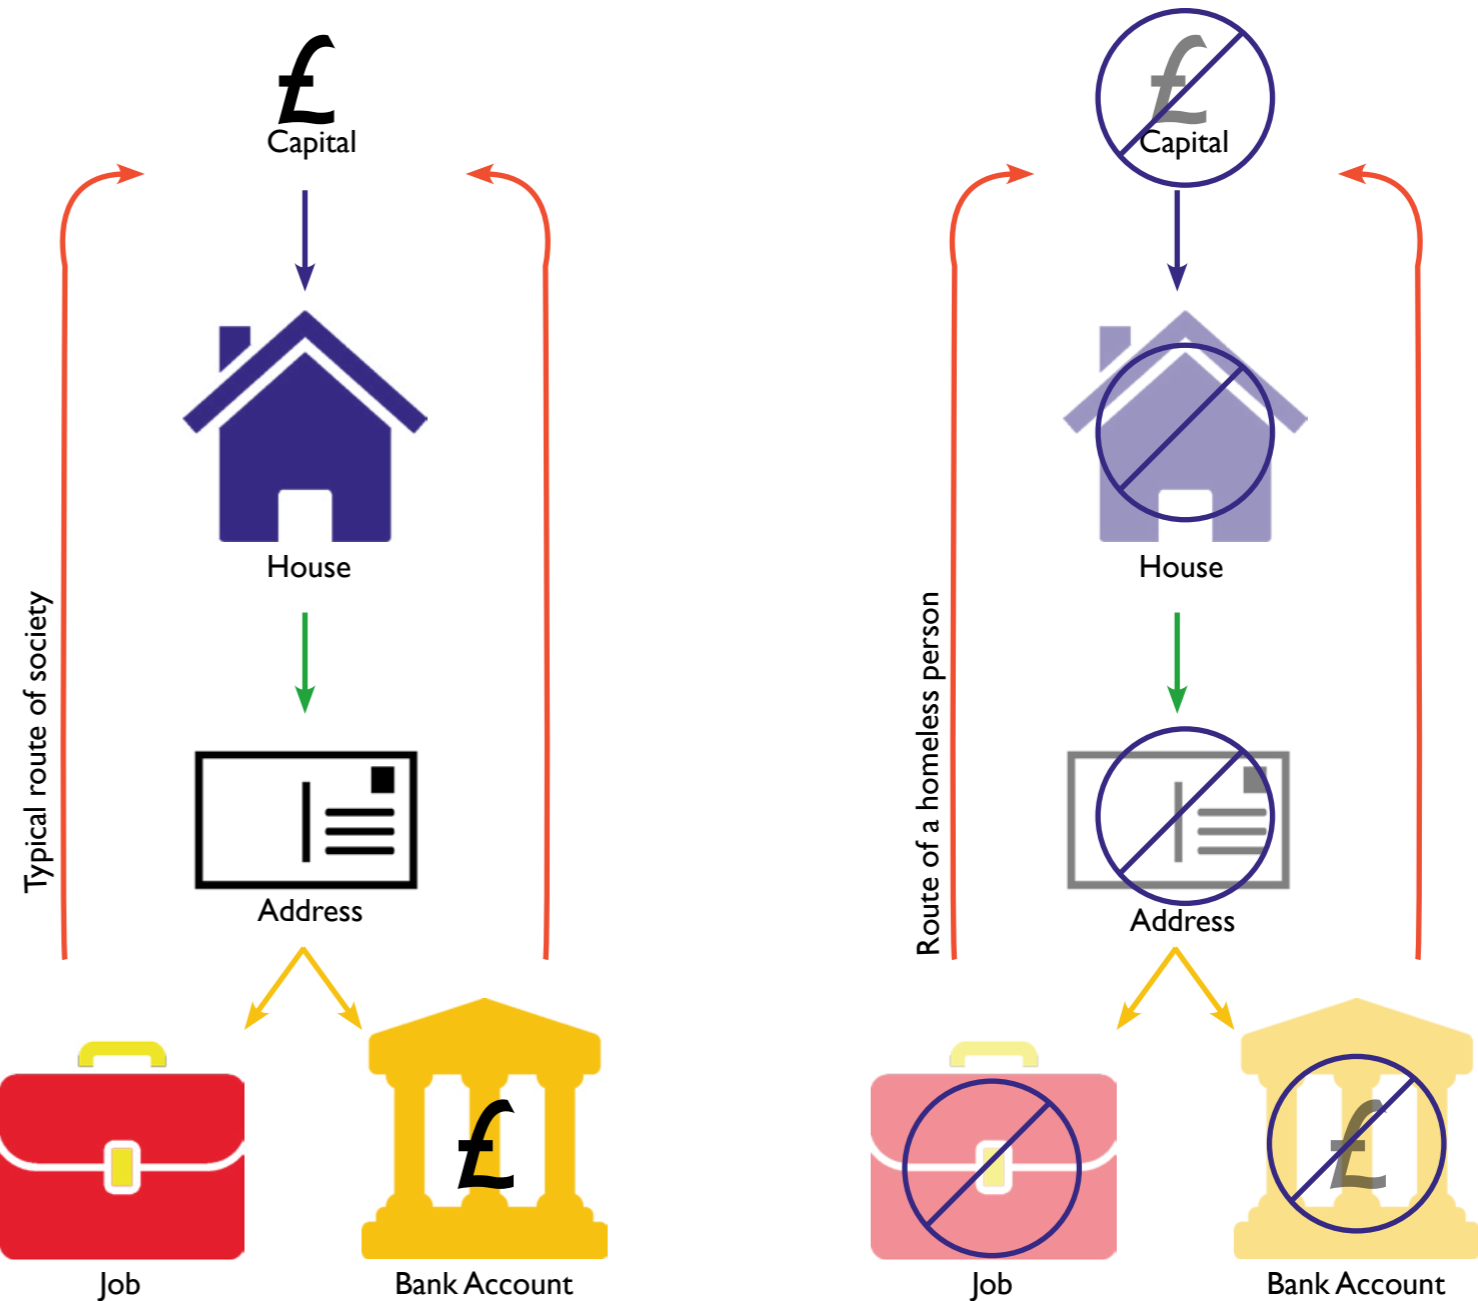 £
Capital
House
Typical route of society
Address
£
Job
Bank Account
£
Capital
House
Route of a homeless person
Address
£
Job
Bank Account